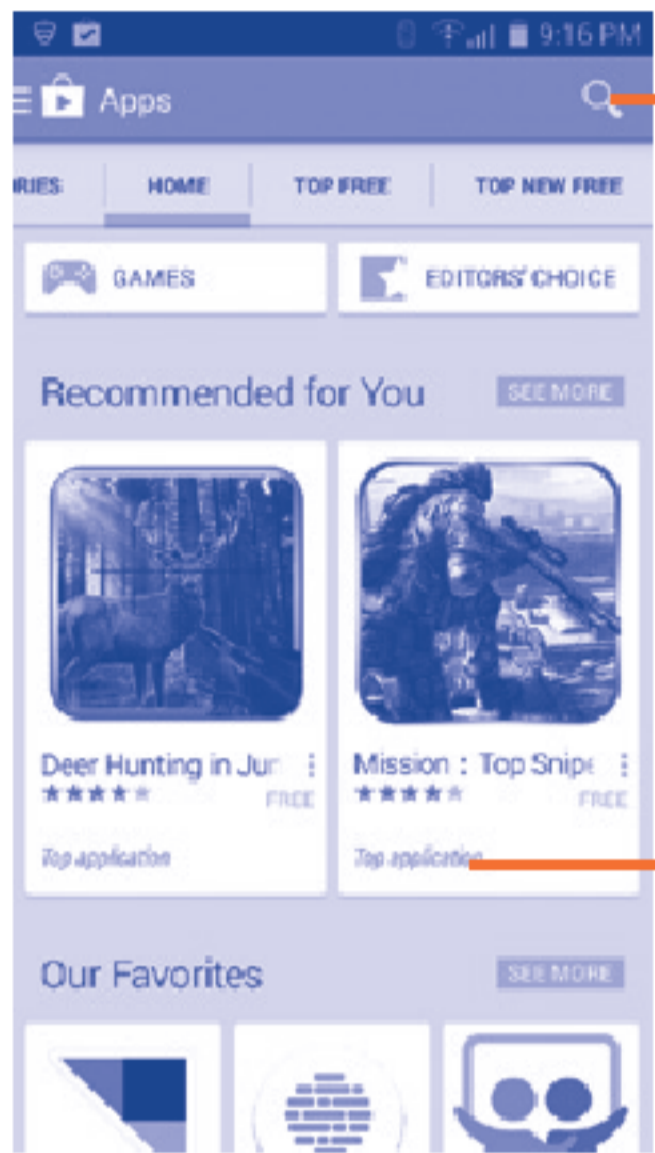 9:16 PM
Apps
RIES HOME TOP FREE TOP NEW FREE
GAMES EDITORS' CHOICE
Recommended for You SEE MORE
Deer Hunting in Jun
FREE
Top application
Mission : Top Snipe
FREE
Top application
Our Favorites SEE MORE